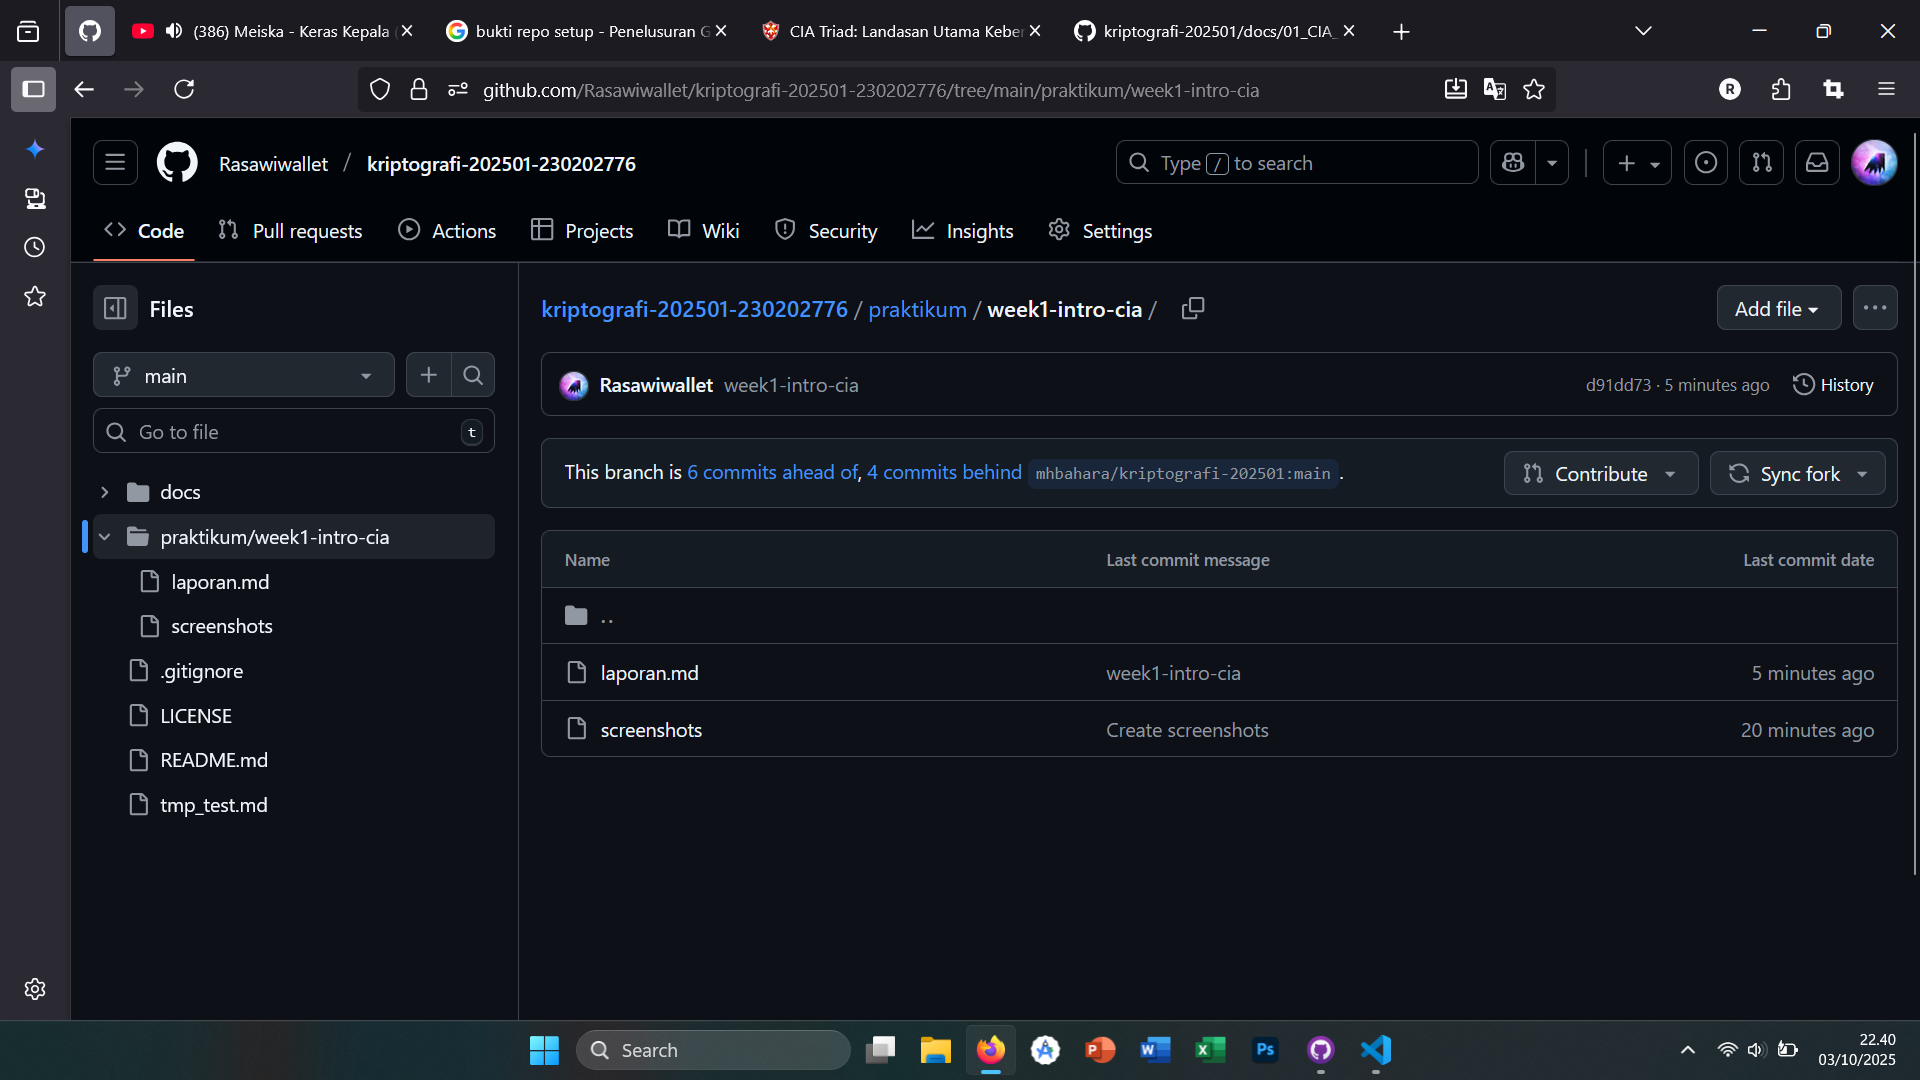 (386) Meiska - Keras Kepala (
bukti repo setup - Penelusuran G
CIA Triad: Landasan Utama Keber
kriptografi-202501/docs/01_CIA_
github.com/Rasawiwallet/kriptografi-202501-230202776/tree/main/praktikum/week1-intro-cia
R
Rasawiwallet / kriptografi-202501-230202776
Type / to search
Code
Pull requests
Actions
Projects
Wiki
Security
Insights
Settings
Files
main
Go to file
t
docs
praktikum/week1-intro-cia
laporan.md
screenshots
.gitignore
LICENSE
README.md
tmp_test.md
kriptografi-202501-230202776 / praktikum / week1-intro-cia /
Add file
Rasawiwallet week1-intro-cia
d91dd73 · 5 minutes ago
History
This branch is 6 commits ahead of, 4 commits behind mhbahara/kriptografi-202501:main .
Contribute
Sync fork
Name Last commit message Last commit date
..
laporan.md week1-intro-cia 5 minutes ago
screenshots Create screenshots 20 minutes ago
Search
P
W
X
Ps
22.40
03/10/2025